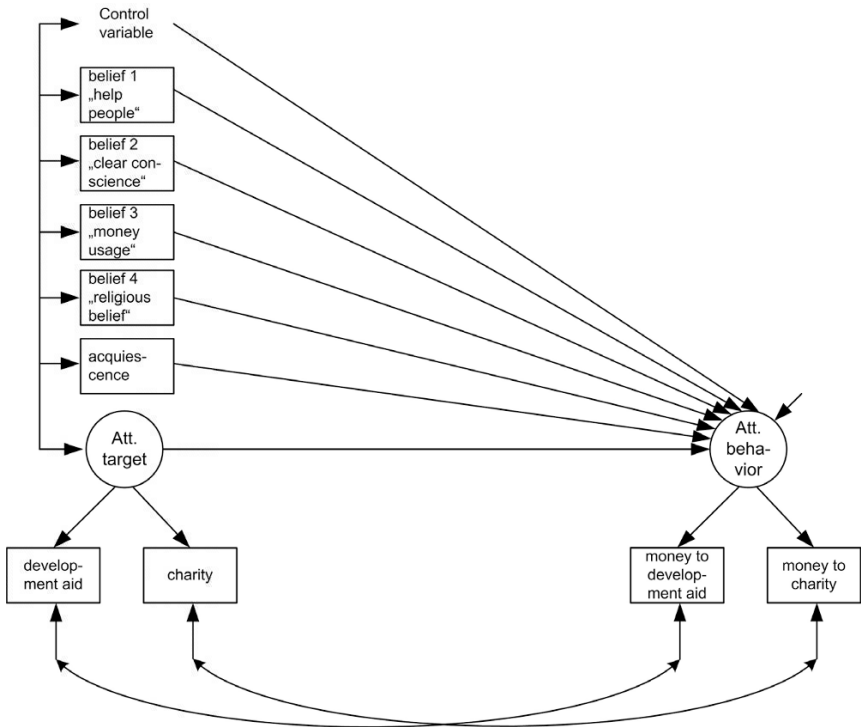 Control
variable
belief 1
„help
people“
belief 2
„clear con-
science“
belief 3
„money
usage“
belief 4
„religious
belief“
acquies-
cence
Att.
target
Att.
beha-
vior
develop-
ment aid
charity
money to
develop-
ment aid
money to
charity